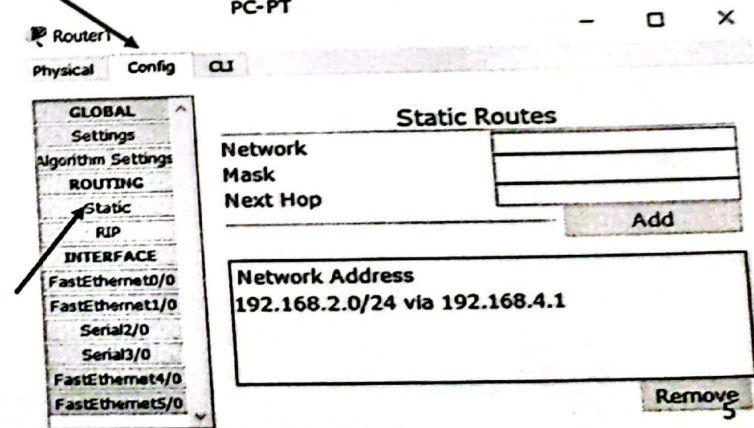 PC-PT
Router1
Physical Config CLI
GLOBAL
Settings
Algorithm Settings
ROUTING
Static
RIP
INTERFACE
FastEthernet0/0
FastEthernet1/0
Serial2/0
Serial3/0
FastEthernet4/0
FastEthernet5/0
Static Routes
Network
Mask
Next Hop
Add
Network Address
192.168.2.0/24 via 192.168.4.1
Remove
5